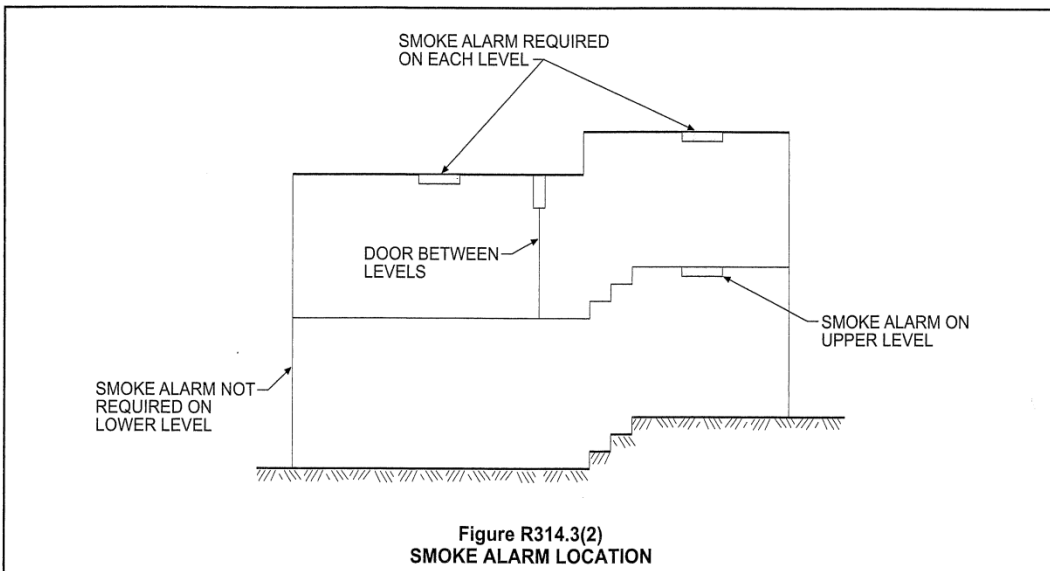 SMOKE ALARM REQUIRED
ON EACH LEVEL
DOOR BETWEEN
LEVELS
SMOKE ALARM ON
UPPER LEVEL
SMOKE ALARM NOT
REQUIRED ON
LOWER LEVEL
Figure R314.3(2)
SMOKE ALARM LOCATION